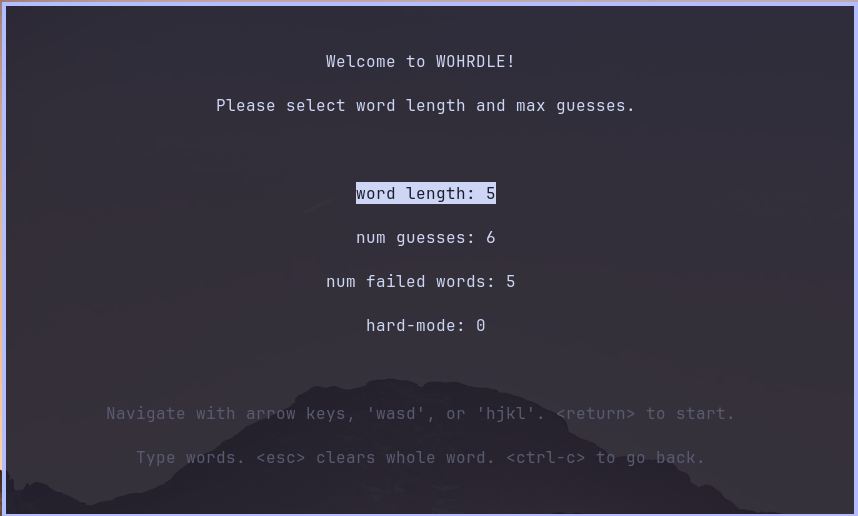 Welcome to WOHRDLE!
Please select word length and max guesses.
word length: 5
num guesses: 6
num failed words: 5
hard-mode: 0
Navigate with arrow keys, 'wasd', or 'hjkl'. <return> to start.
Type words. <esc> clears whole word. <ctrl-c> to go back.